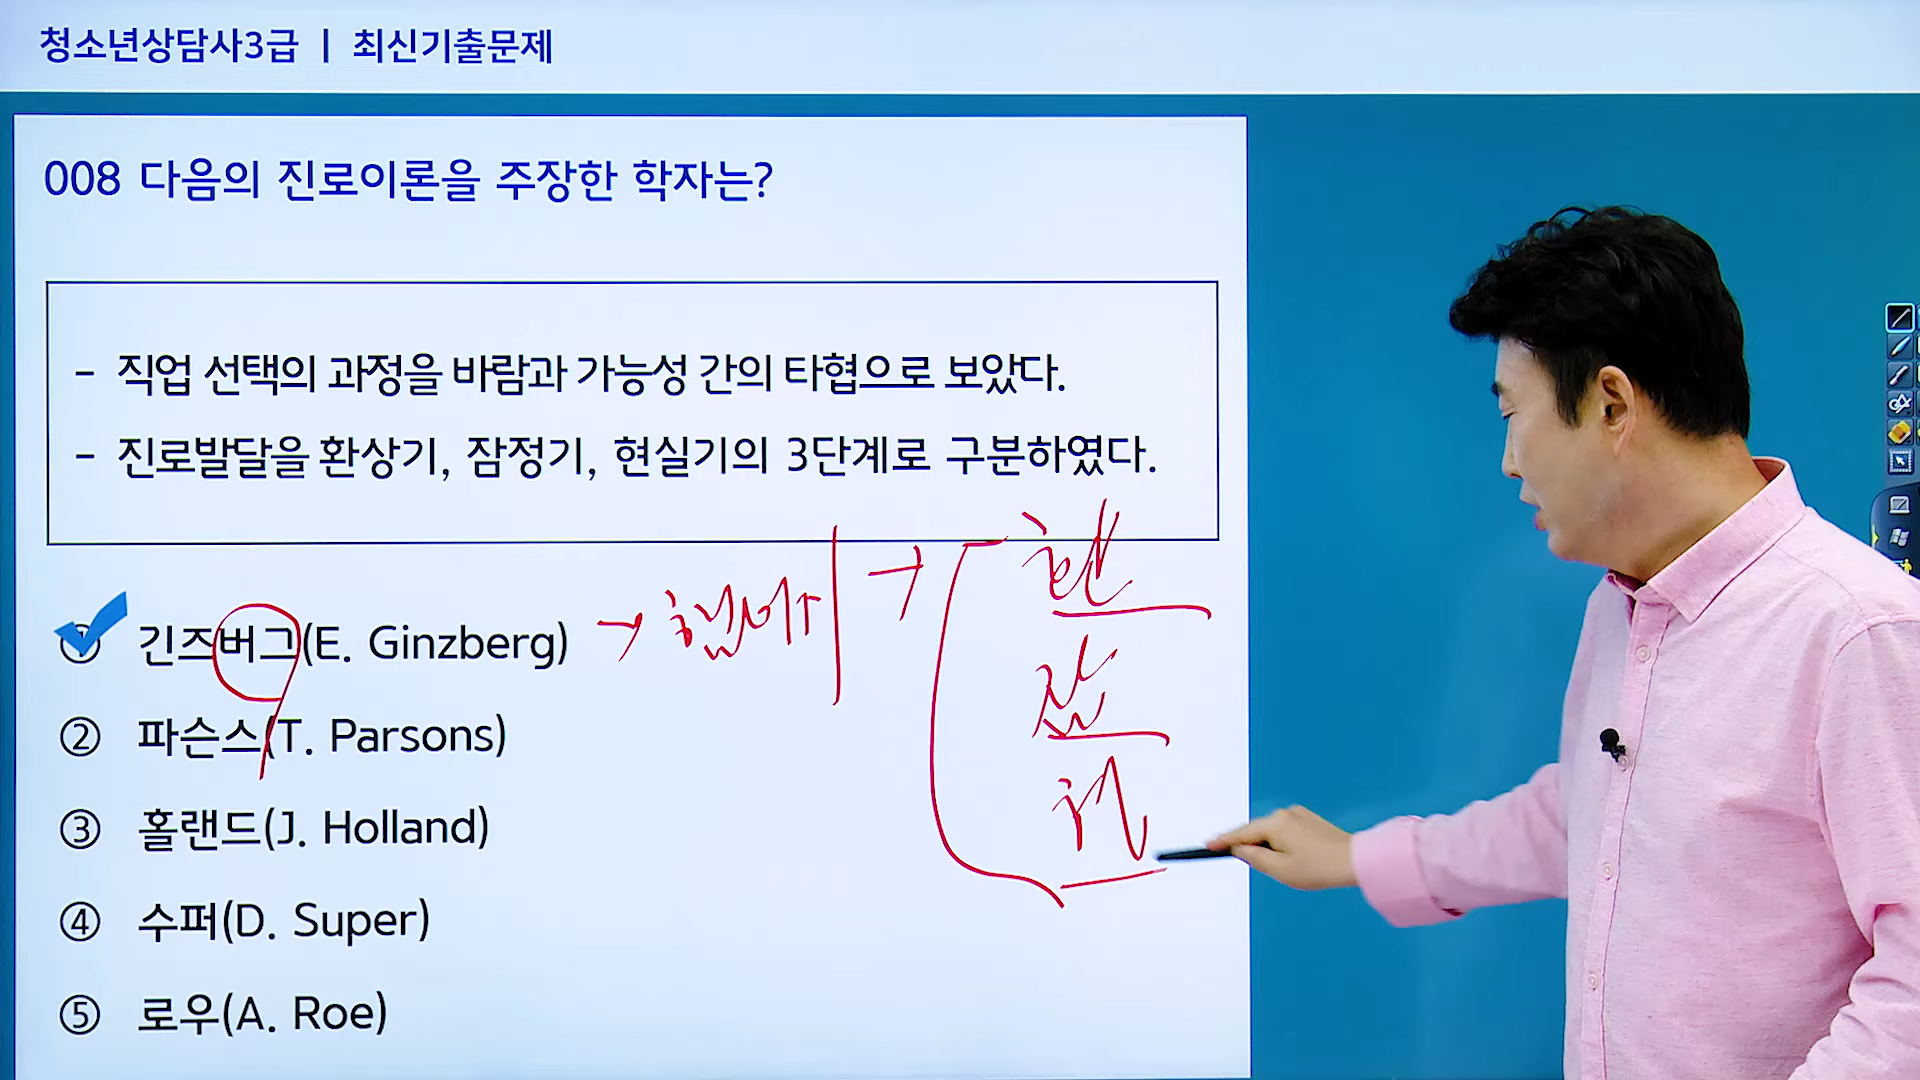 청소년상담사3급 | 최신기출문제
008 다음의 진로이론을 주장한 학자는?
- 직업 선택의 과정을 바람과 가능성 간의 타협으로 보았다.
- 진로발달을 환상기, 잠정기, 현실기의 3단계로 구분하였다.
① 긴즈버그(E. Ginzberg)
② 파슨스(T. Parsons)
③ 홀랜드(J. Holland)
④ 수퍼(D. Super)
⑤ 로우(A. Roe)
환
잠
현